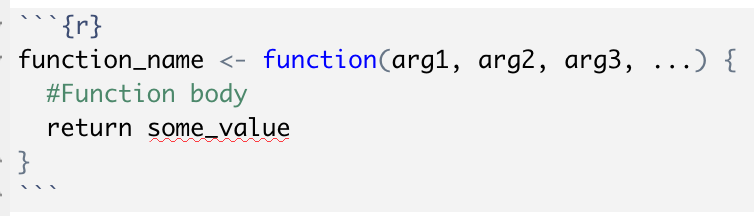 ```{r}
function_name <- function(arg1, arg2, arg3, ...) {
  #Function body
  return some_value
}
```